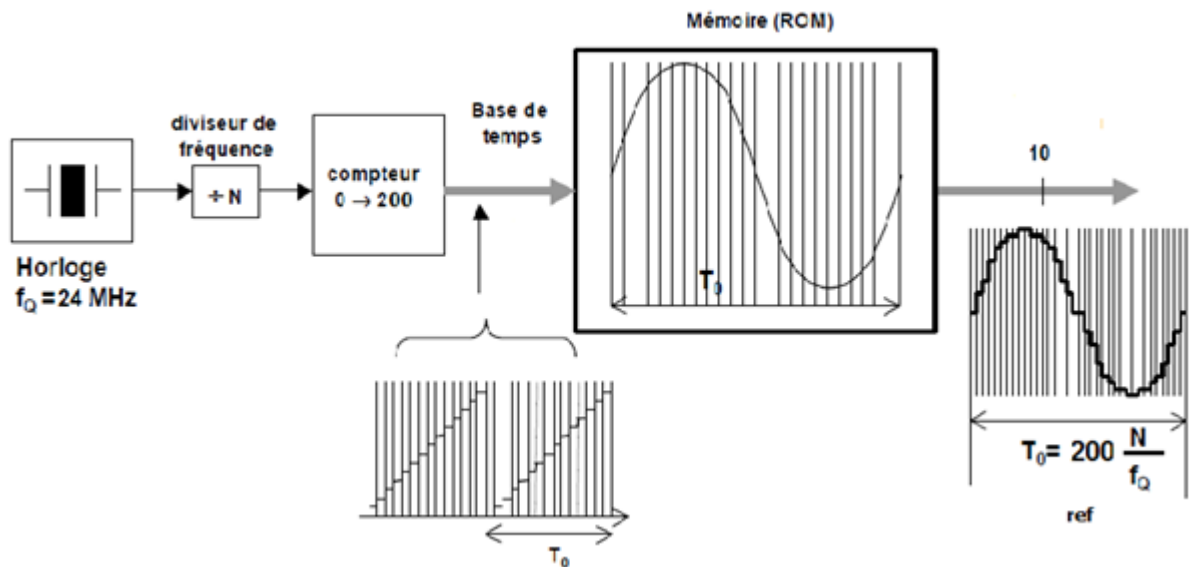 Mémoire (ROM)
diviseur de
fréquence
Base de
temps
÷ N
compteur
0 → 200
10
Horloge
f_Q = 24 MHz
T_0
T_0 = 200 N/f_Q
ref
T_0